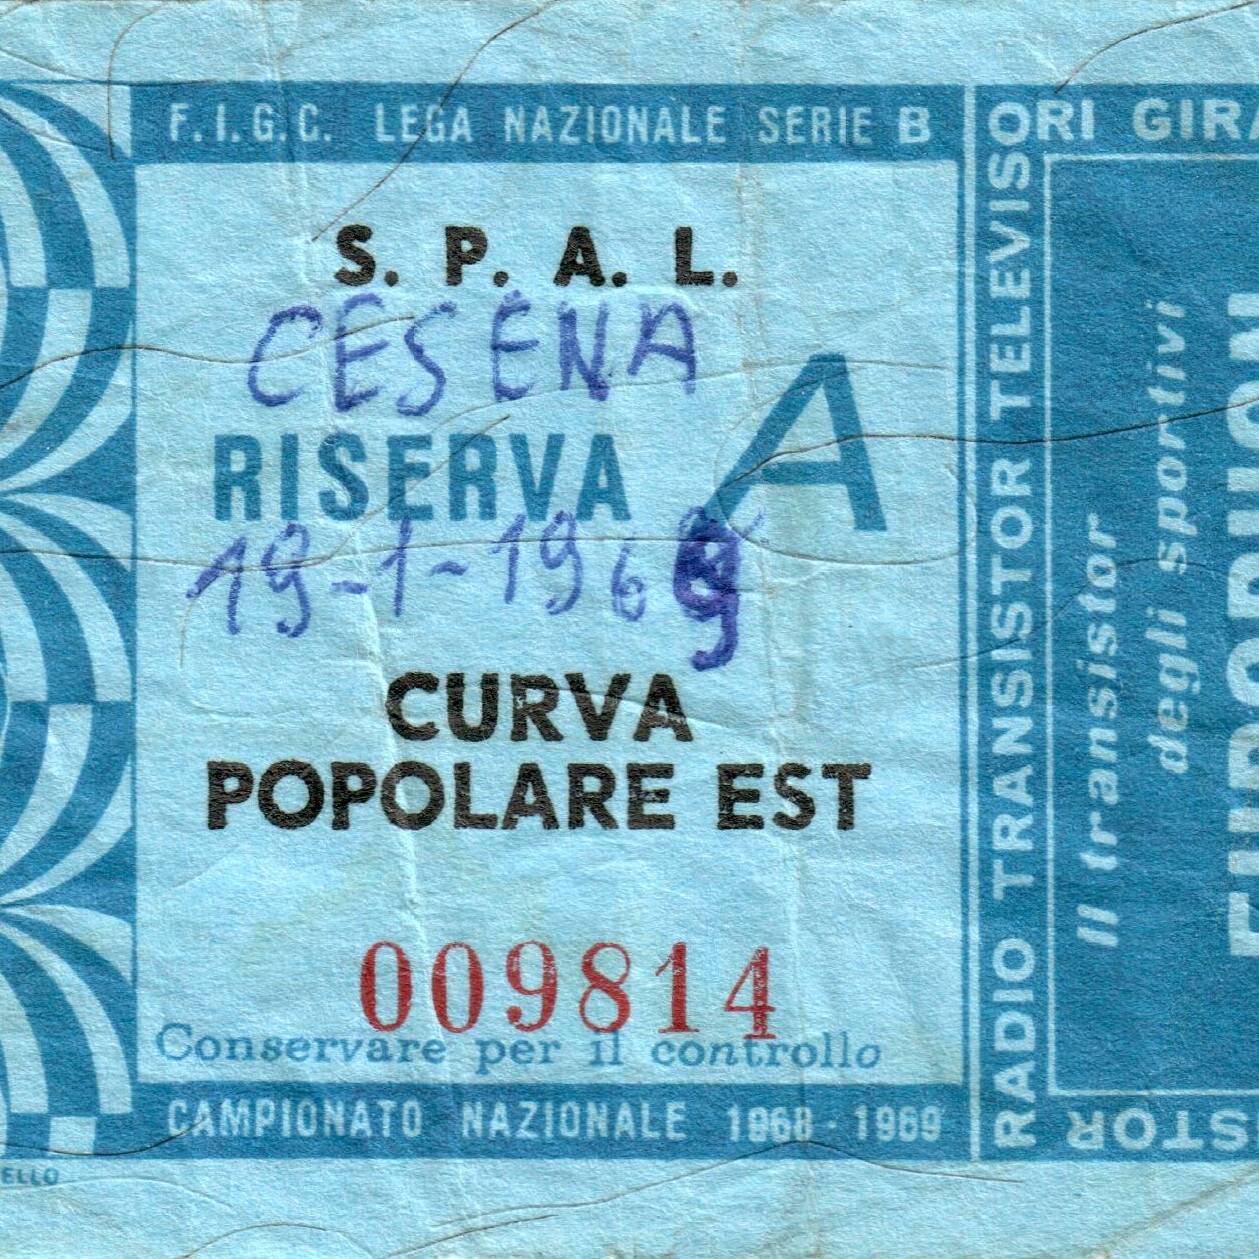 F.I.G.C. LEGA NAZIONALE SERIE B
S. P. A. L.
CESENA
RISERVA A
19-1-1969
CURVA
POPOLARE EST
009814
Conservare per il controllo
CAMPIONATO NAZIONALE 1968-1969
RADIO TRANSISTOR TELEVISORI
Il transistor
degli sportivi